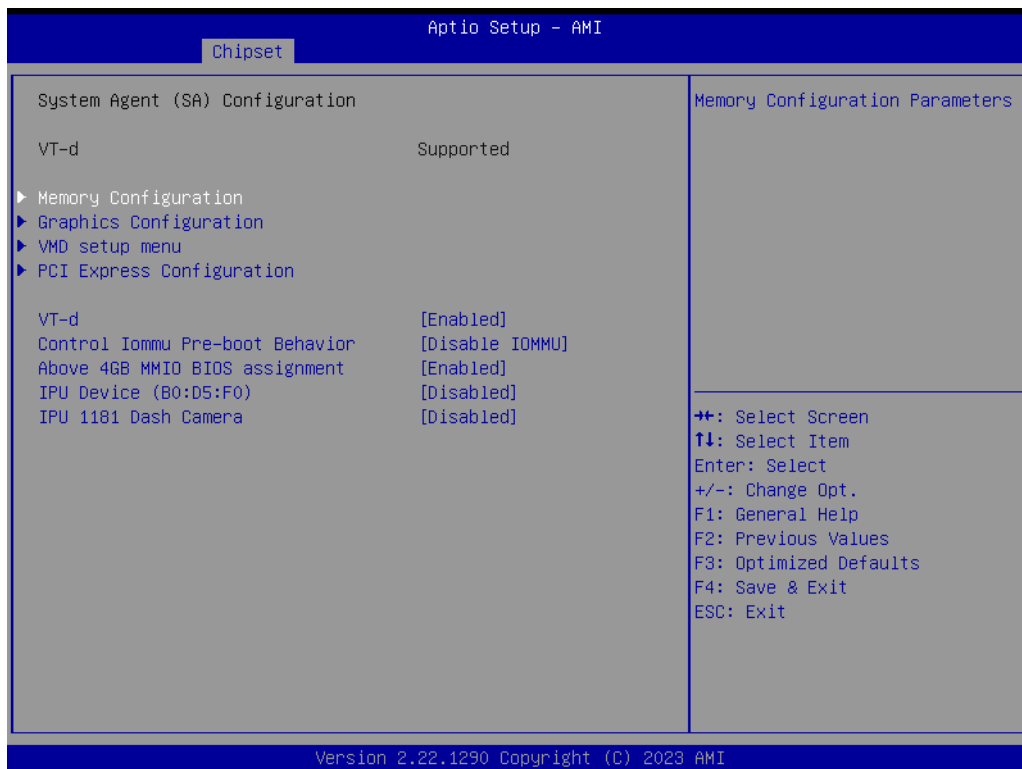 Aptio Setup – AMI
Chipset
System Agent (SA) Configuration
VT-d Supported
Memory Configuration
Graphics Configuration
VMD setup menu
PCI Express Configuration
VT-d [Enabled]
Control Iommu Pre-boot Behavior [Disable IOMMU]
Above 4GB MMIO BIOS assignment [Enabled]
IPU Device (B0:D5:F0) [Disabled]
IPU 1181 Dash Camera [Disabled]
Memory Configuration Parameters
→←: Select Screen
↑↓: Select Item
Enter: Select
+/-: Change Opt.
F1: General Help
F2: Previous Values
F3: Optimized Defaults
F4: Save & Exit
ESC: Exit
Version 2.22.1290 Copyright (C) 2023 AMI